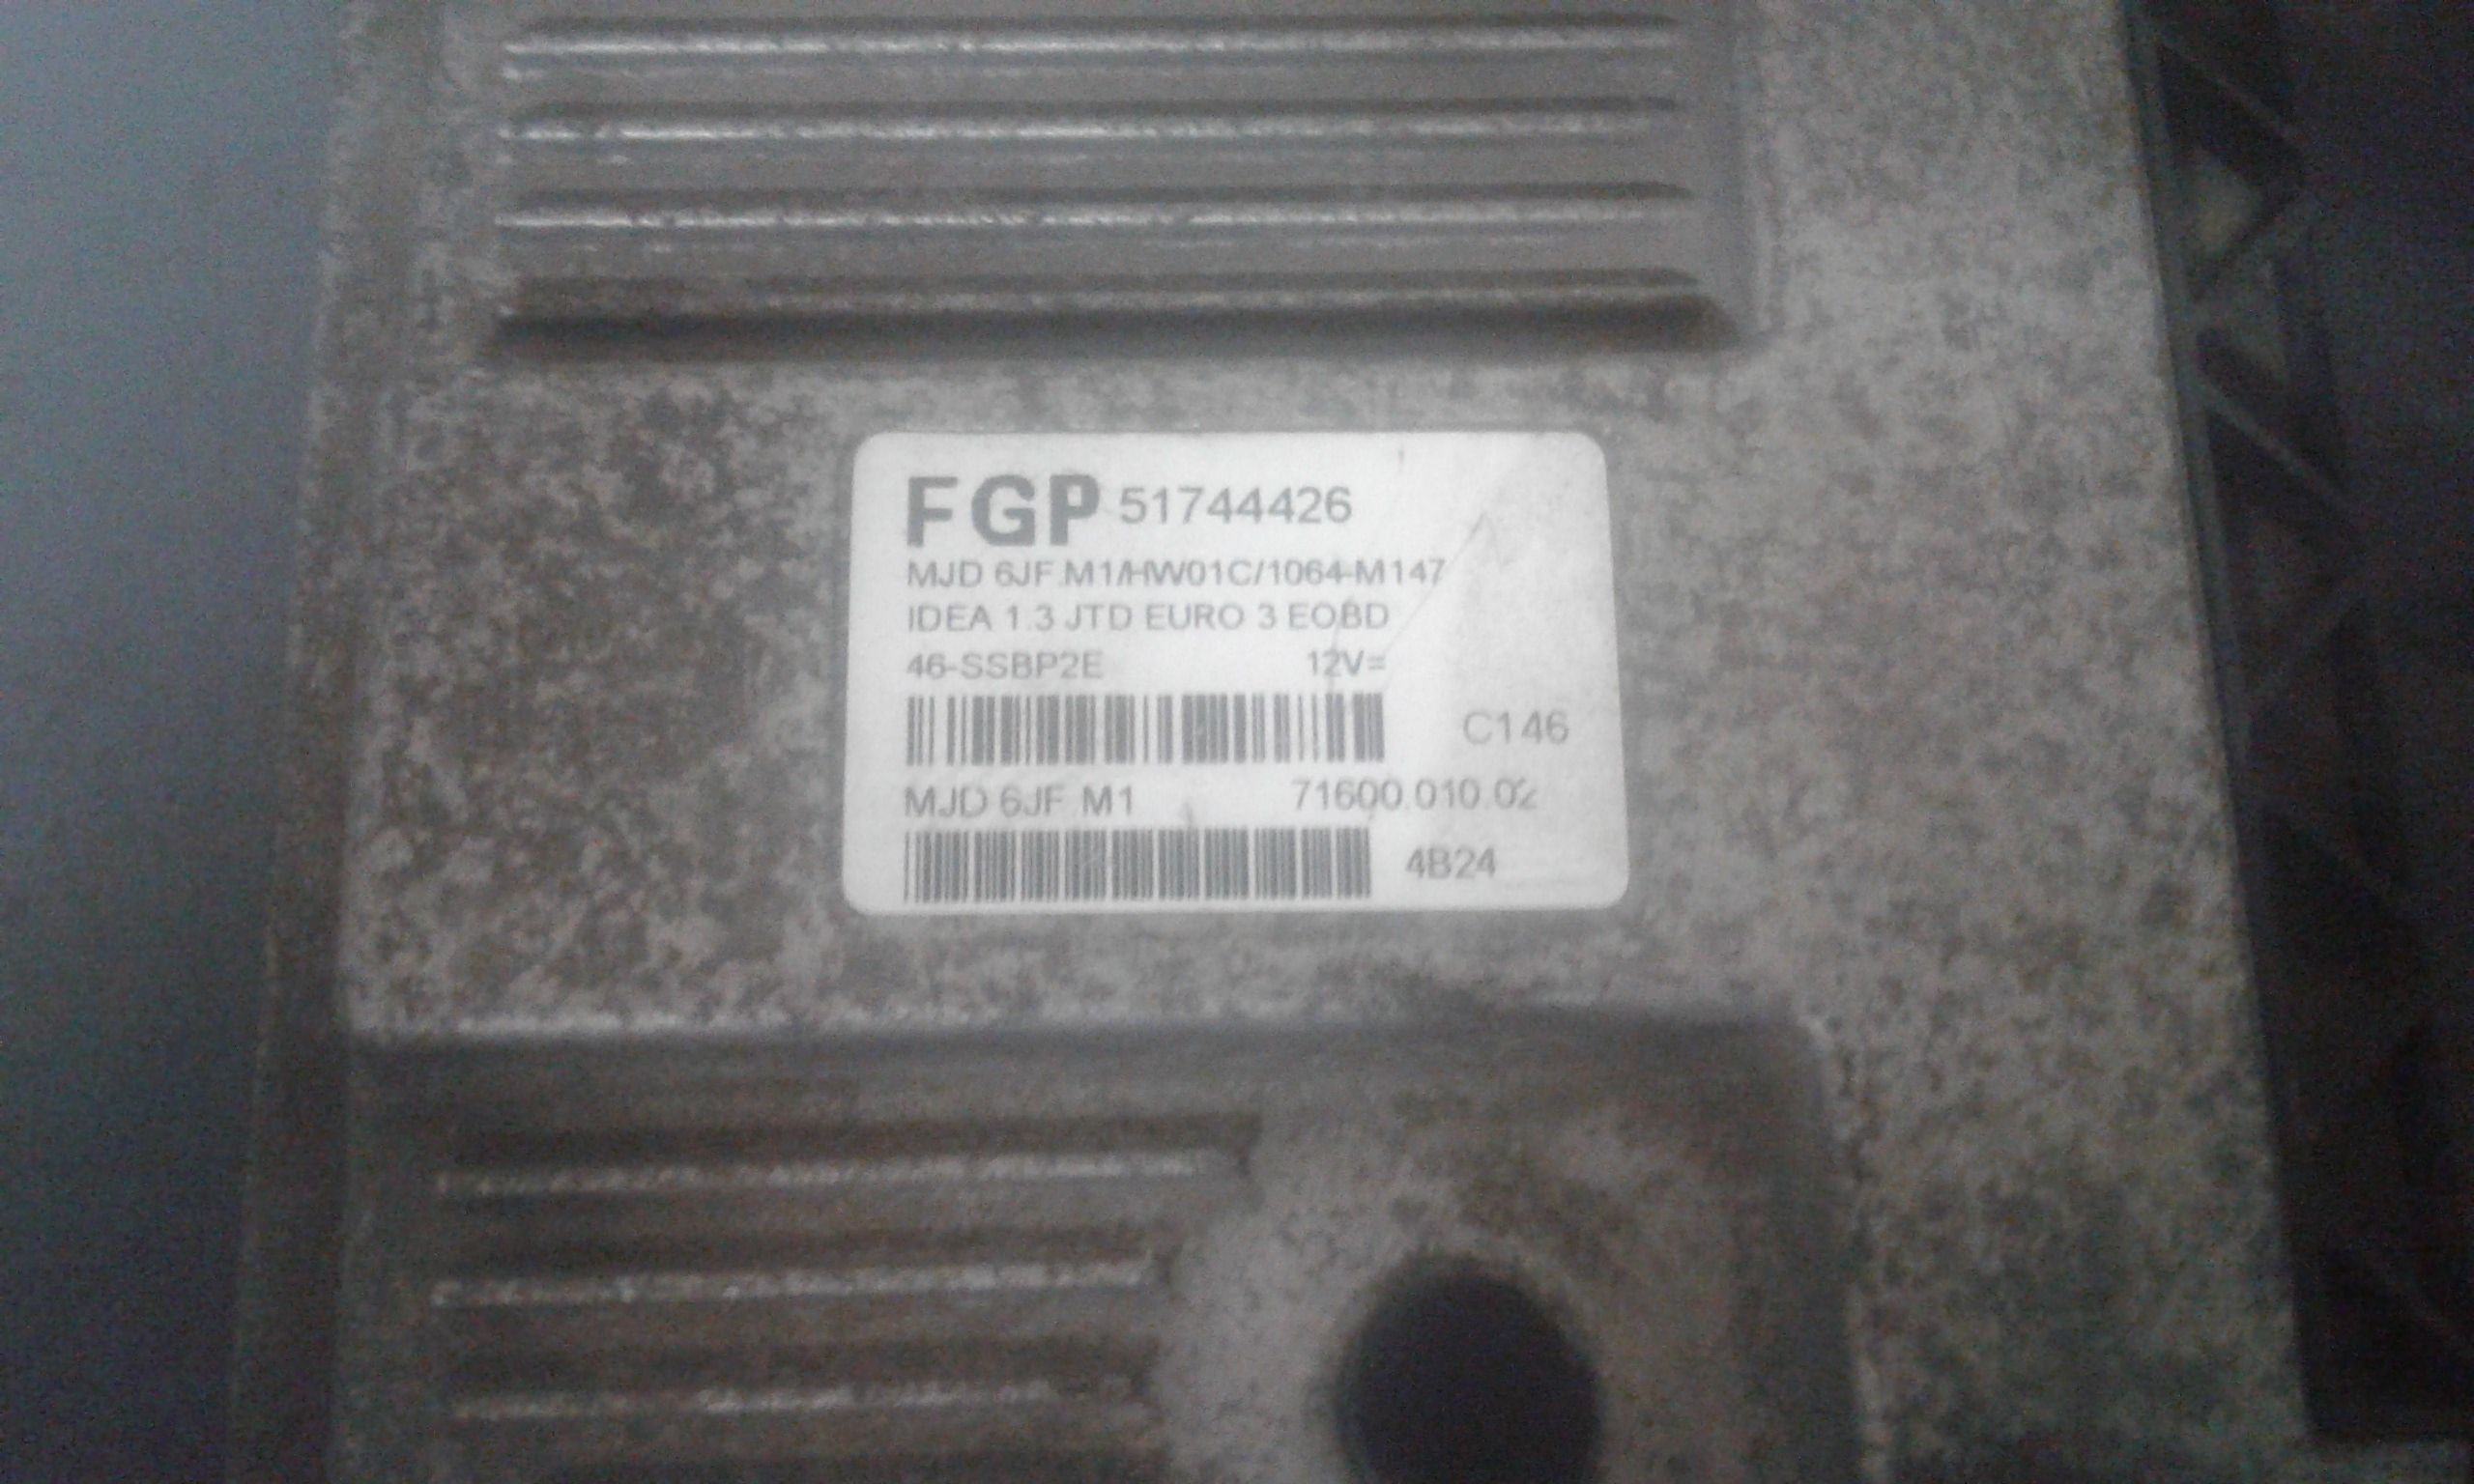 FGP 51744426
MJD 6JF.M1/HW01C/1064-M147
IDEA 1.3 JTD EURO 3 EOBD
46-SSBP2E 12V=
C146
MJD 6JF M1 71600.010.02
4B24